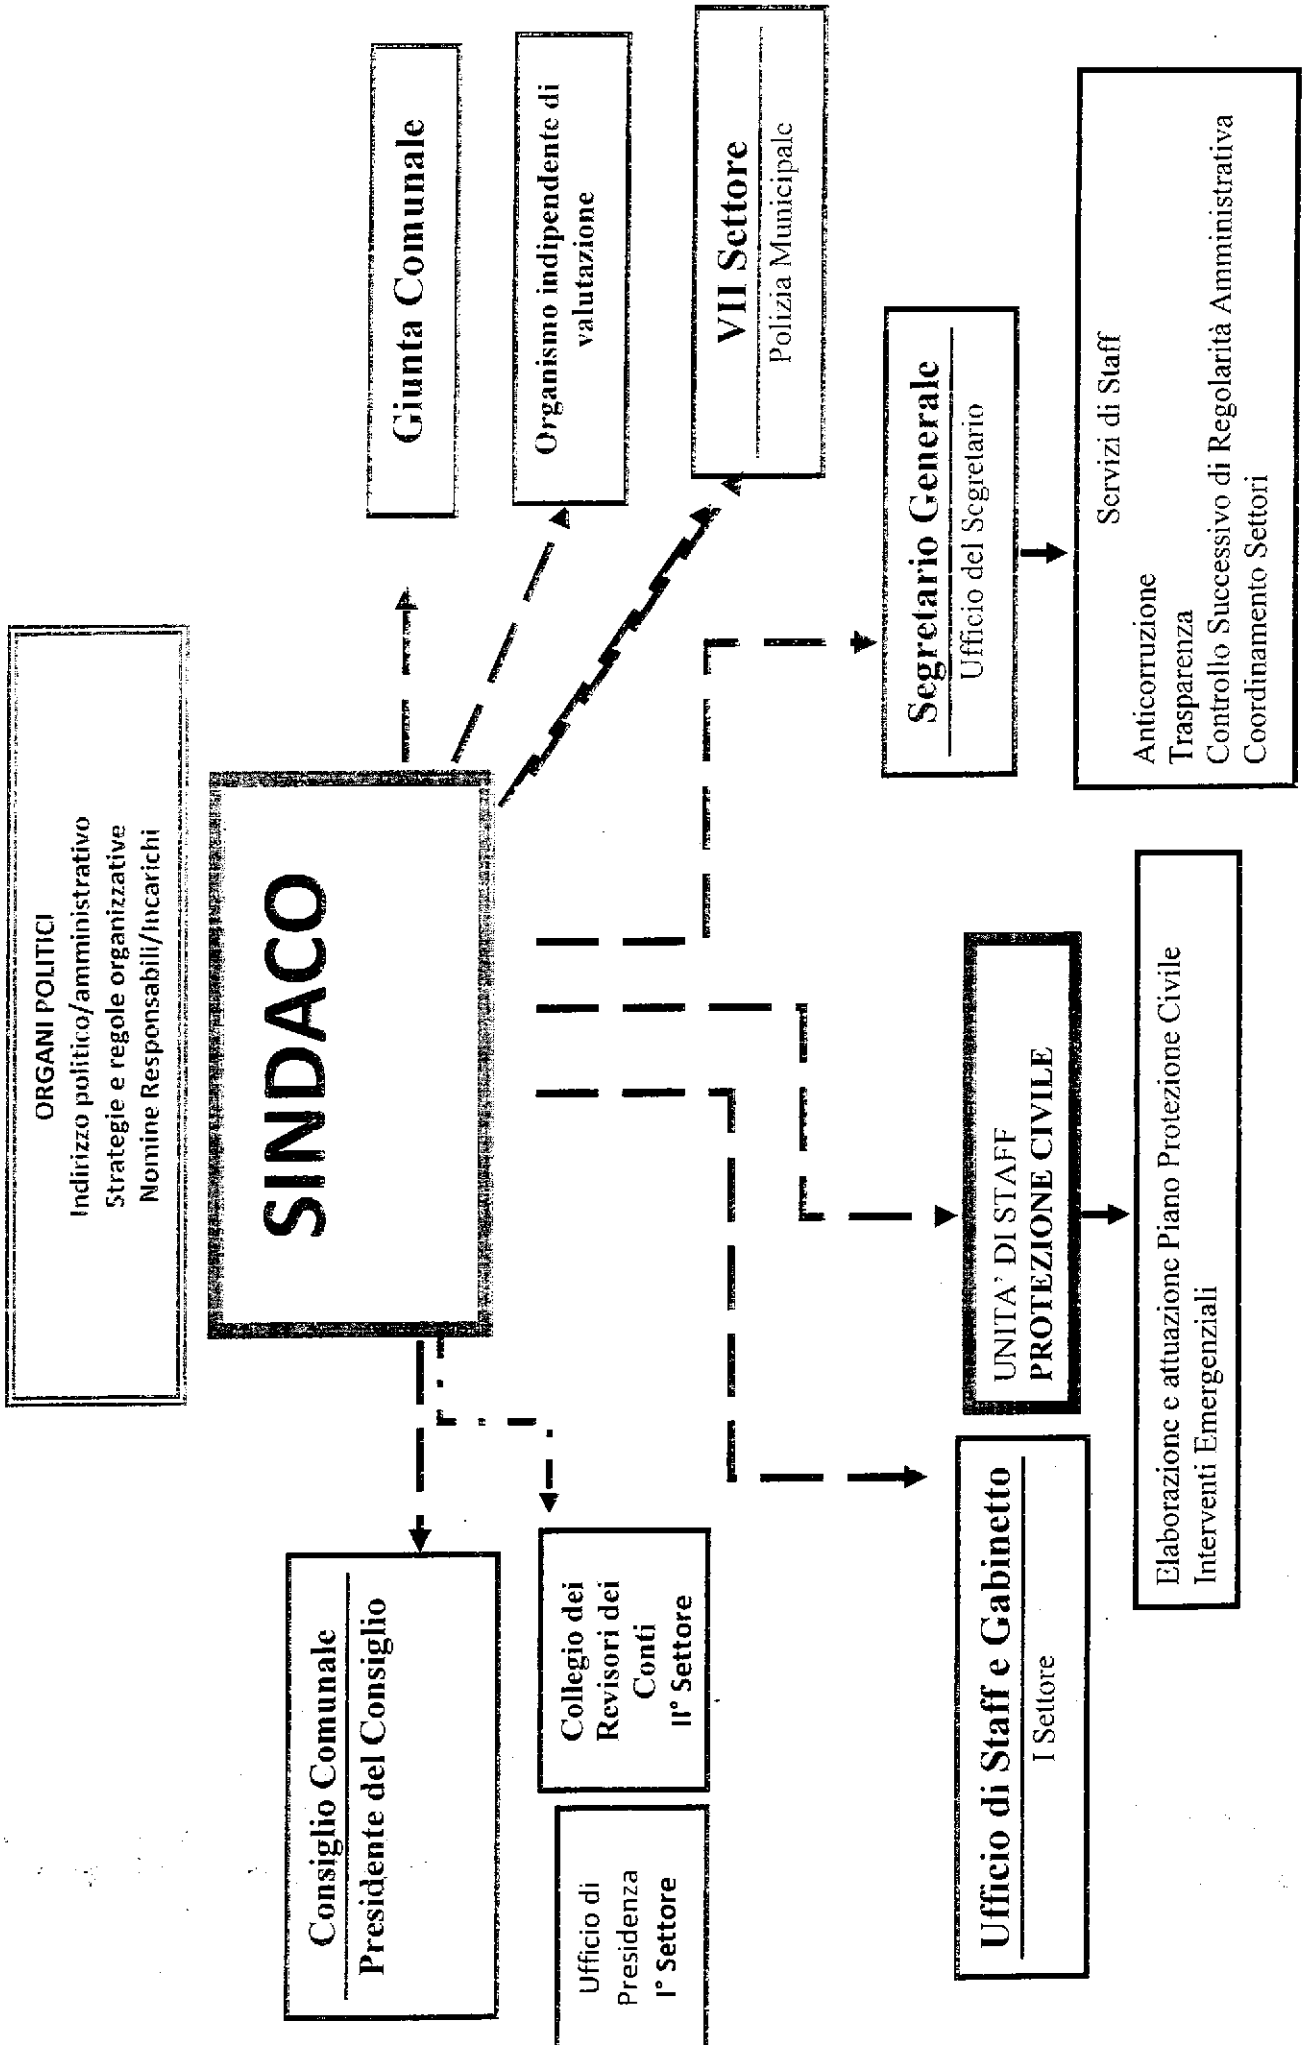 ORGANI POLITICI
Indirizzo politico/amministrativo
Strategie e regole organizzative
Nomine Responsabili/Incarichi
SINDACO
Consiglio Comunale
Presidente del Consiglio
Giunta Comunale
Organismo indipendente di
valutazione
VII Settore
Polizia Municipale
Collegio dei
Revisori dei
Conti
II° Settore
Ufficio di
Presidenza
I° Settore
Segretario Generale
Ufficio del Segretario
Servizi di Staff
Anticorruzione
Trasparenza
Controllo Successivo di Regolarità Amministrativa
Coordinamento Settori
UNITA' DI STAFF
PROTEZIONE CIVILE
Elaborazione e attuazione Piano Protezione Civile
Interventi Emergenziali
Ufficio di Staff e Gabinetto
I Settore